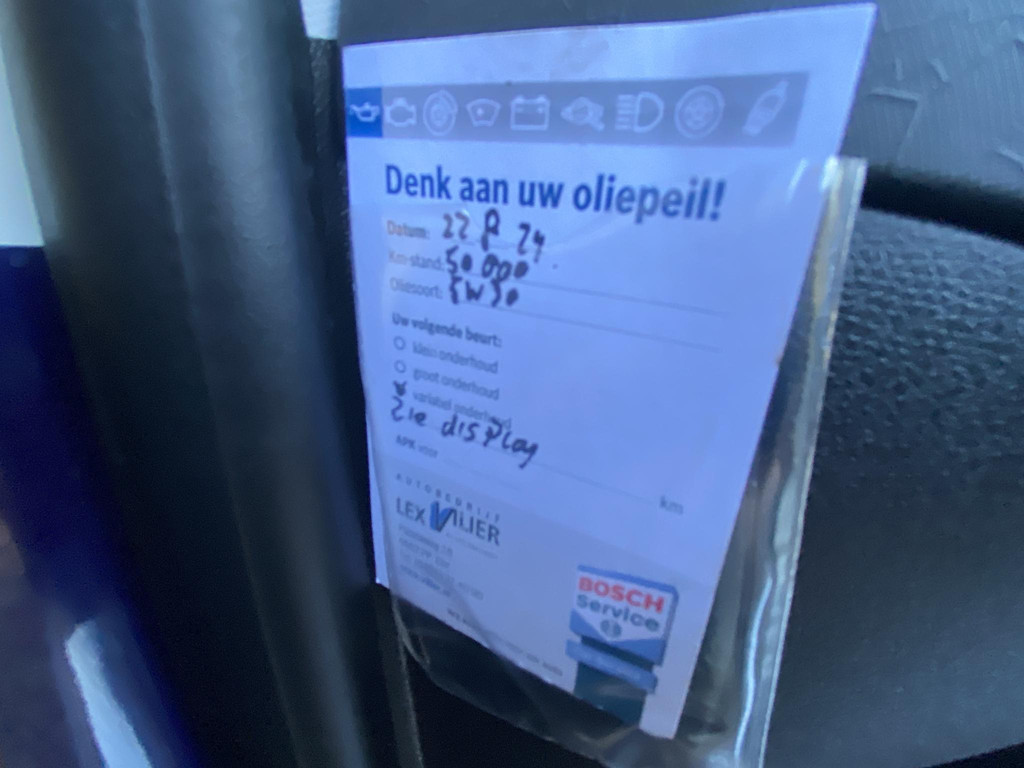 Denk aan uw oliepeil!
Datum: 22 8 24
Km-stand: 50 000
Oliesoort: 5W30
Uw volgende beurt:
klein onderhoud
groot onderhoud
variabel onderhoud
Zie display
km
APK voor
AUTOBEDRIJF
LEX VILIER
BOSCH
Service